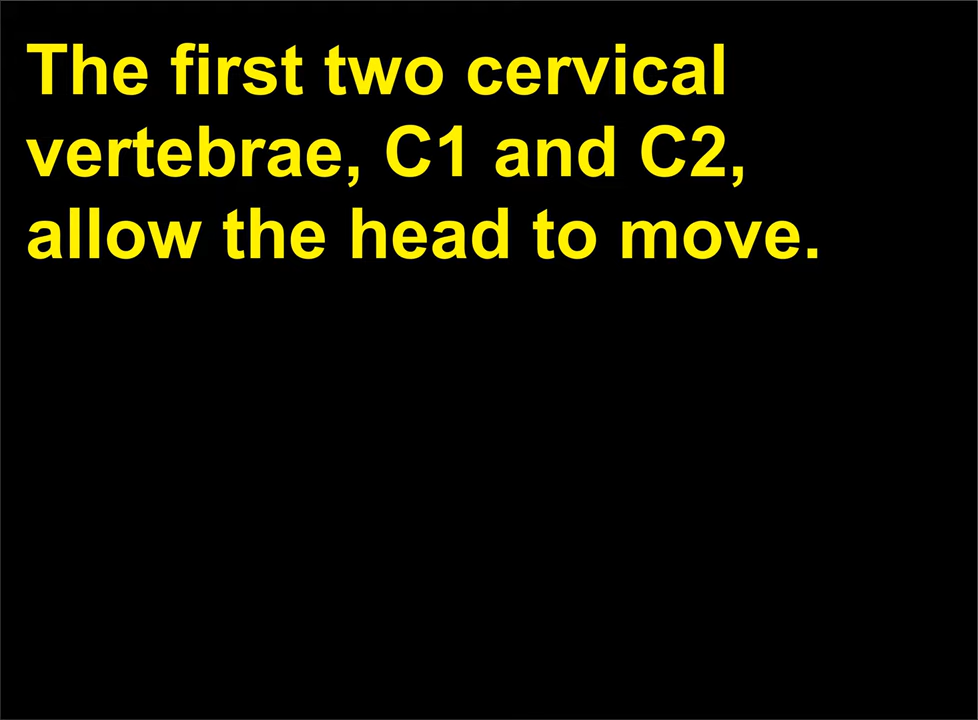 The first two cervical
vertebrae, C1 and C2,
allow the head to move.